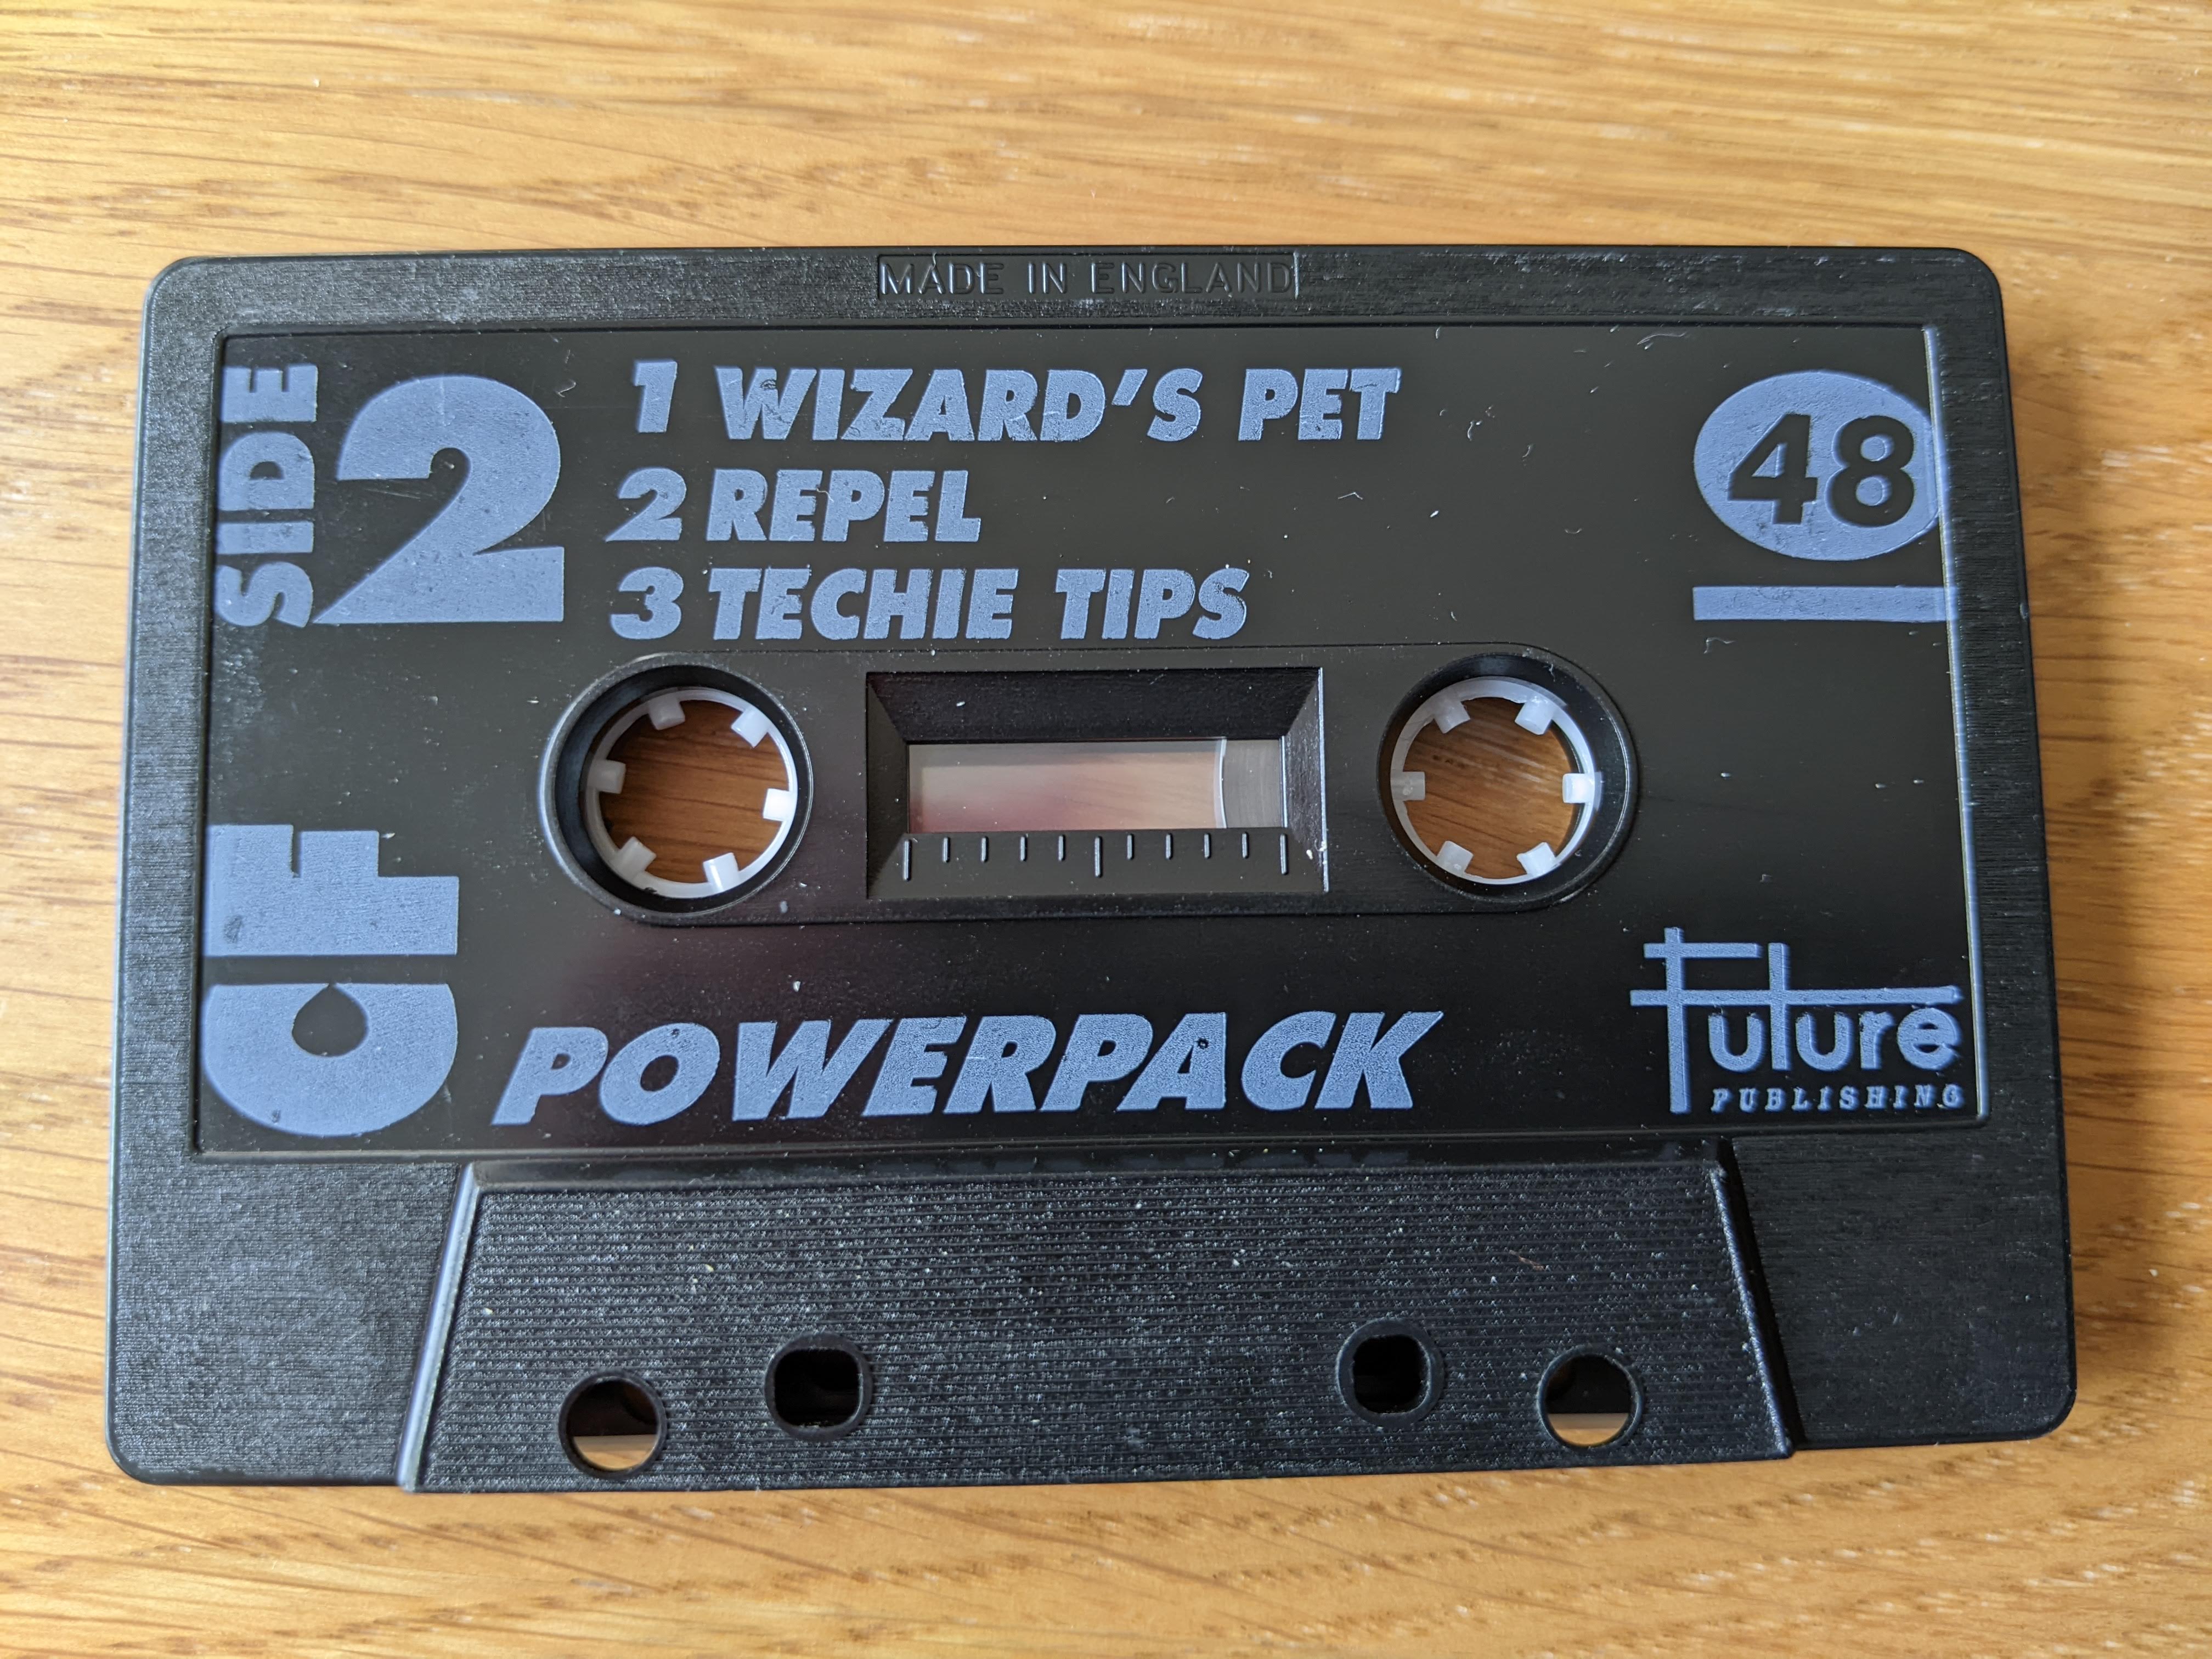 MADE IN ENGLAND
SIDE 2
1 WIZARD'S PET
2 REPEL
3 TECHIE TIPS
48
CF
POWERPACK
Future
PUBLISHING